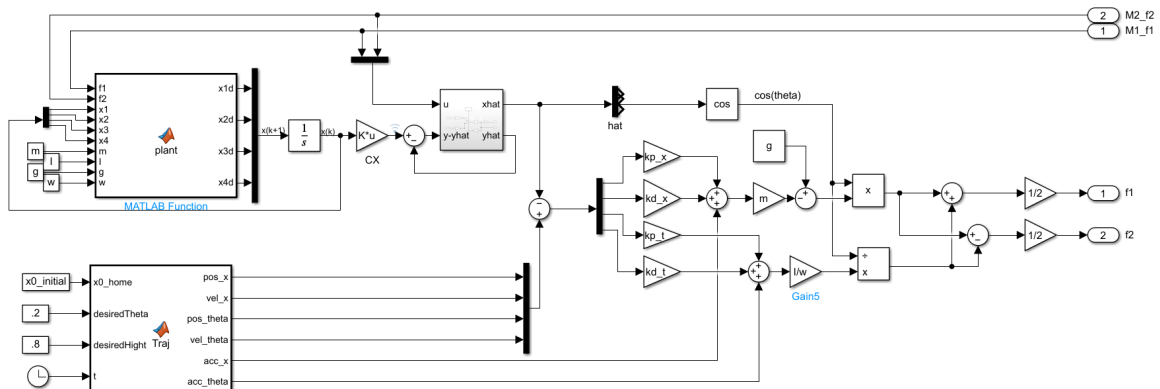 2 M2_f2
1 M1_f1
f1
f2
x1
x2
x3
x4
m
l
g
w
plant
x1d
x2d
x3d
x4d
MATLAB Function
m
l
g
w
x(k+1)
1
s
x(k)
K*u
CX
u
y-yhat
xhat
yhat
hat
cos
cos(theta)
g
kp_x
kd_x
kp_t
kd_t
m
x
÷
x
l/w
Gain5
1/2
1/2
1 f1
2 f2
x0_initial
.2
.8
x0_home
desiredTheta
desiredHight
t
Traj
pos_x
vel_x
pos_theta
vel_theta
acc_x
acc_theta